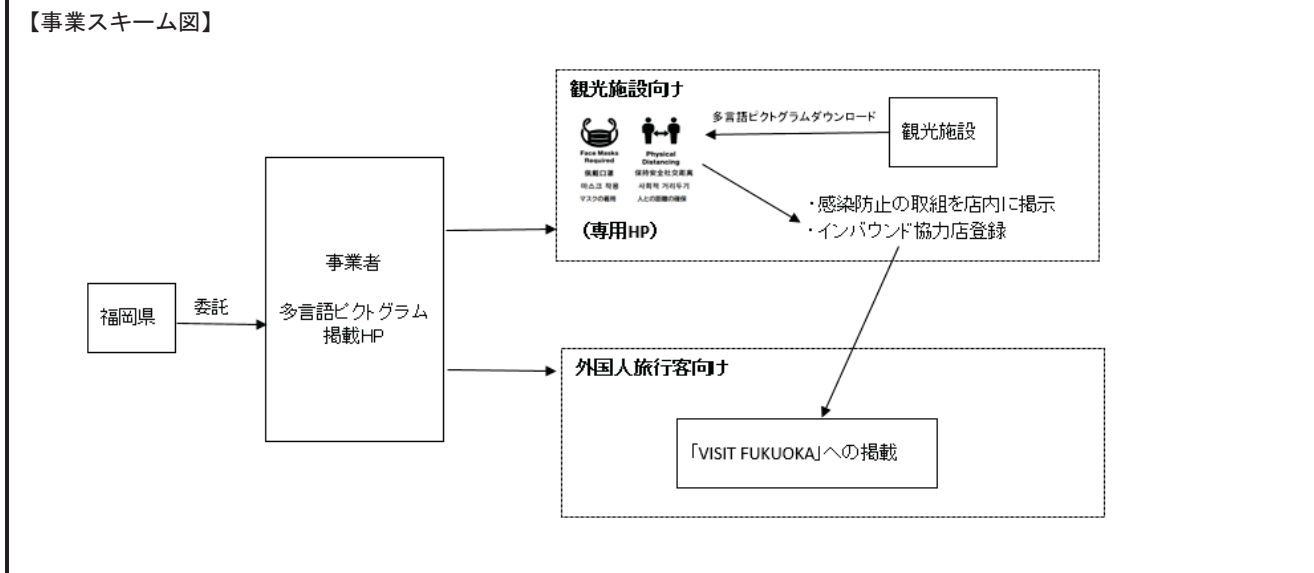 【事業スキーム図】
観光施設向け
多言語ピクトグラムダウンロード
観光施設
Face Masks
Required
佩戴口罩
마스크 착용
マスクの着用
Physical
Distancing
保持安全社交距离
사회적 거리두기
人との距離の確保
(専用HP)
・感染防止の取組を店内に掲示
・インバウンド協力店登録
福岡県
委託
事業者
多言語ピクトグラム
掲載HP
外国人旅行客向け
「VISIT FUKUOKA」への掲載